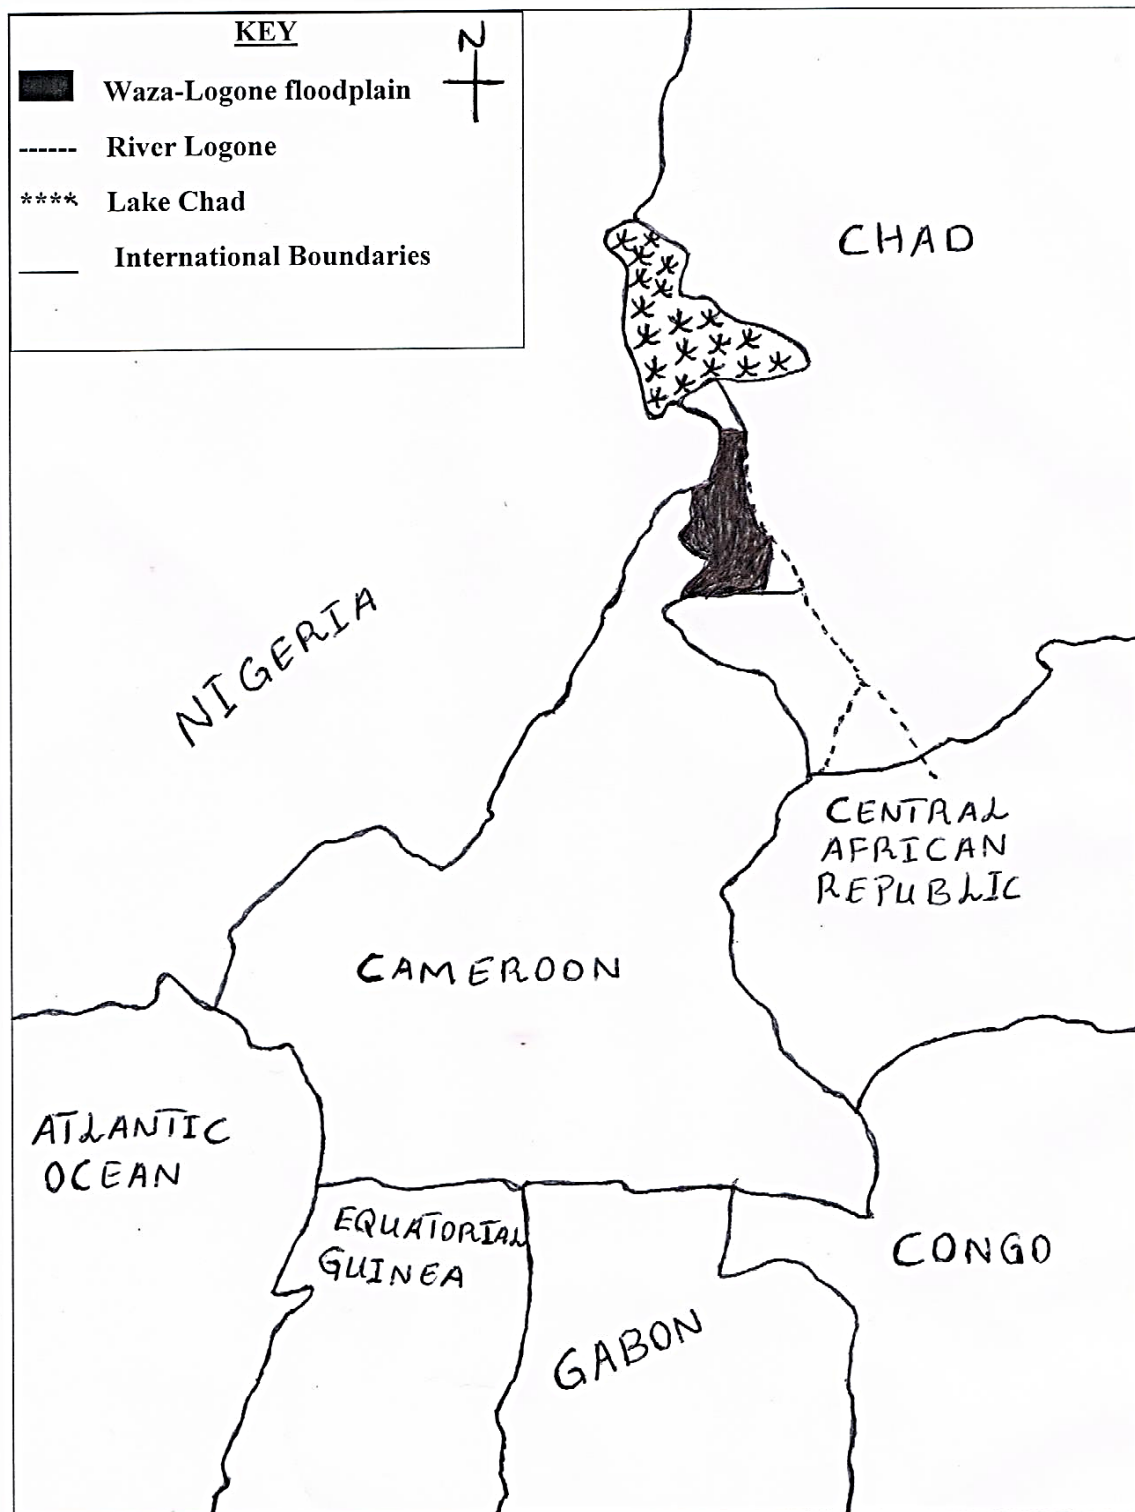 KEY
N
Waza-Logone floodplain
------ River Logone
**** Lake Chad
International Boundaries
CHAD
NIGERIA
CENTRAL
AFRICAN
REPUBLIC
CAMEROON
ATLANTIC
OCEAN
EQUATORIAL
GUINEA
CONGO
GABON